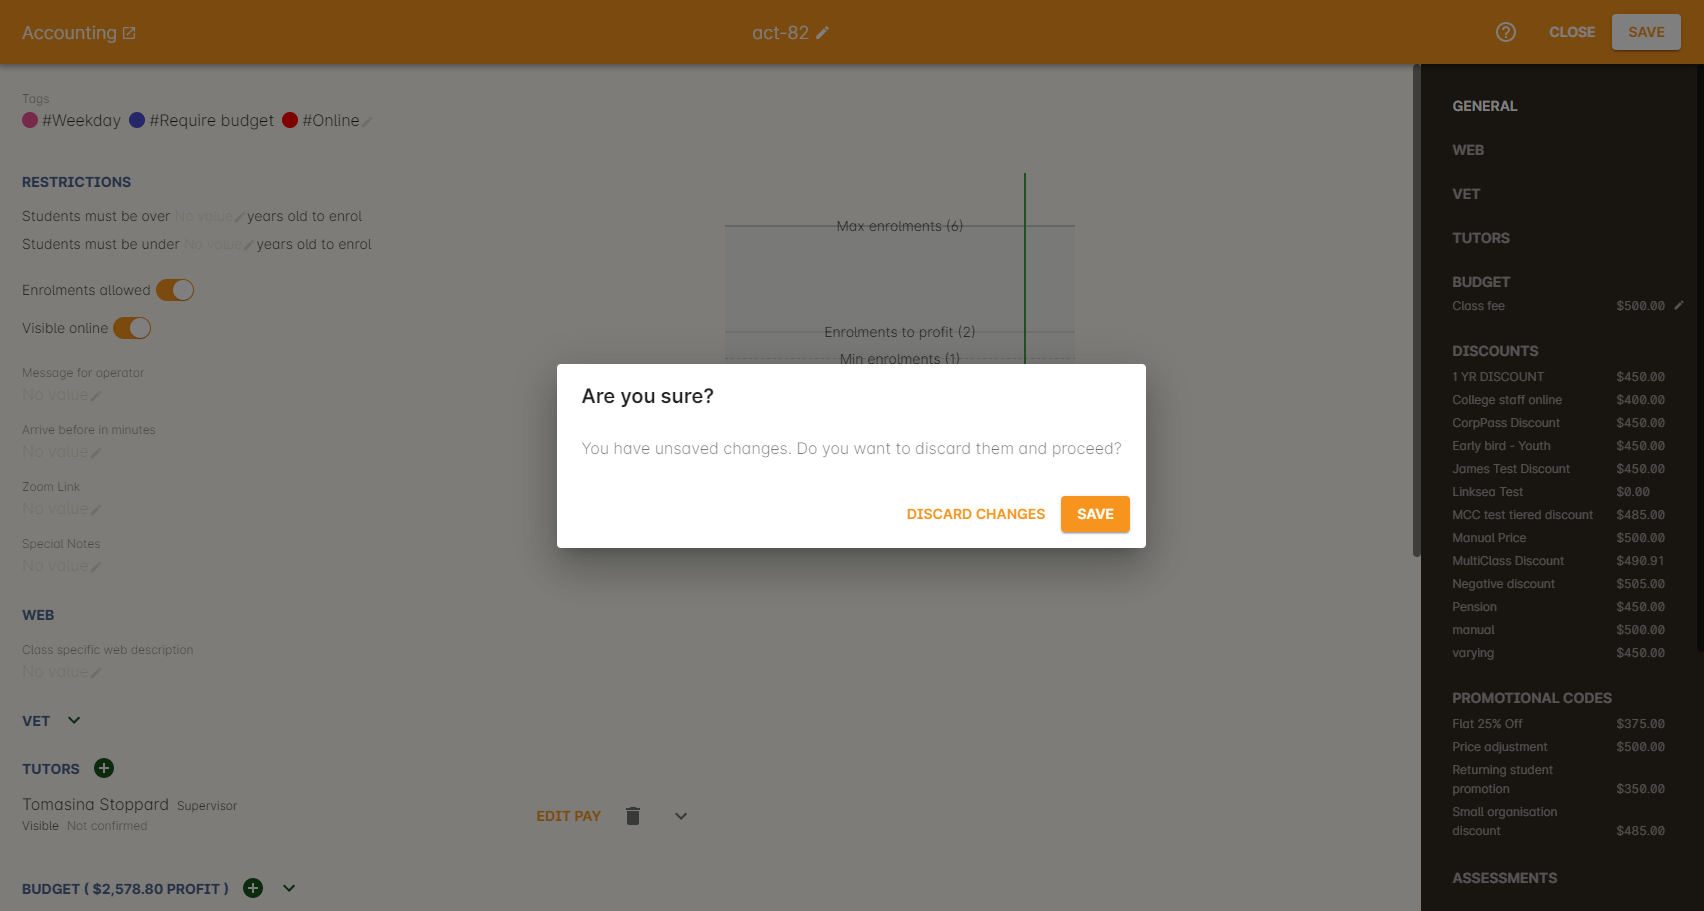 Accounting
act-82
CLOSE
SAVE
Tags
#Weekday #Require budget #Online
RESTRICTIONS
Students must be over No value years old to enrol
Students must be under No value years old to enrol
Enrolments allowed
Visible online
Message for operator
No value
Arrive before in minutes
No value
Zoom Link
No value
Special Notes
No value
WEB
Class specific web description
No value
VET
TUTORS
Tomasina Stoppard Supervisor
Visible Not confirmed
EDIT PAY
BUDGET ( $2,578.80 PROFIT )
Max enrolments (6)
Enrolments to profit (2)
Min enrolments (1)
Are you sure?
You have unsaved changes. Do you want to discard them and proceed?
DISCARD CHANGES
SAVE
GENERAL
WEB
VET
TUTORS
BUDGET
Class fee $500.00
DISCOUNTS
1 YR DISCOUNT $450.00
College staff online $400.00
CorpPass Discount $450.00
Early bird - Youth $450.00
James Test Discount $450.00
Linksea Test $0.00
MCC test tiered discount $485.00
Manual Price $500.00
MultiClass Discount $490.91
Negative discount $505.00
Pension $450.00
manual $500.00
varying $450.00
PROMOTIONAL CODES
Flat 25% Off $375.00
Price adjustment $500.00
Returning student
promotion $350.00
Small organisation
discount $485.00
ASSESSMENTS